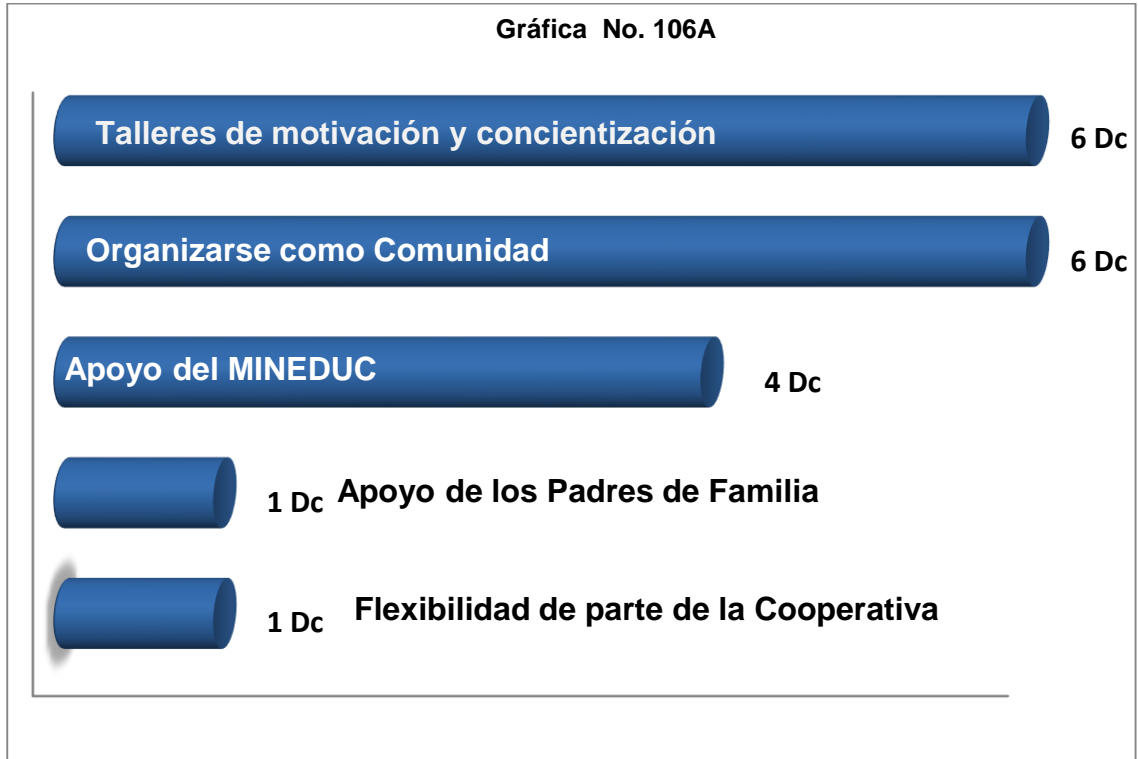 Gráfica No. 106A
Talleres de motivación y concientización
6 Dc
Organizarse como Comunidad
6 Dc
Apoyo del MINEDUC
4 Dc
1 Dc Apoyo de los Padres de Familia
1 Dc Flexibilidad de parte de la Cooperativa